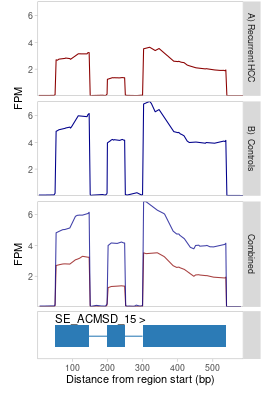 6
4
2
A) Recurrent HCC
FPM
6
4
2
B) Controls
FPM
6
4
2
Combined
SE_ACMSD_15 >
100 200 300 400 500
Distance from region start (bp)